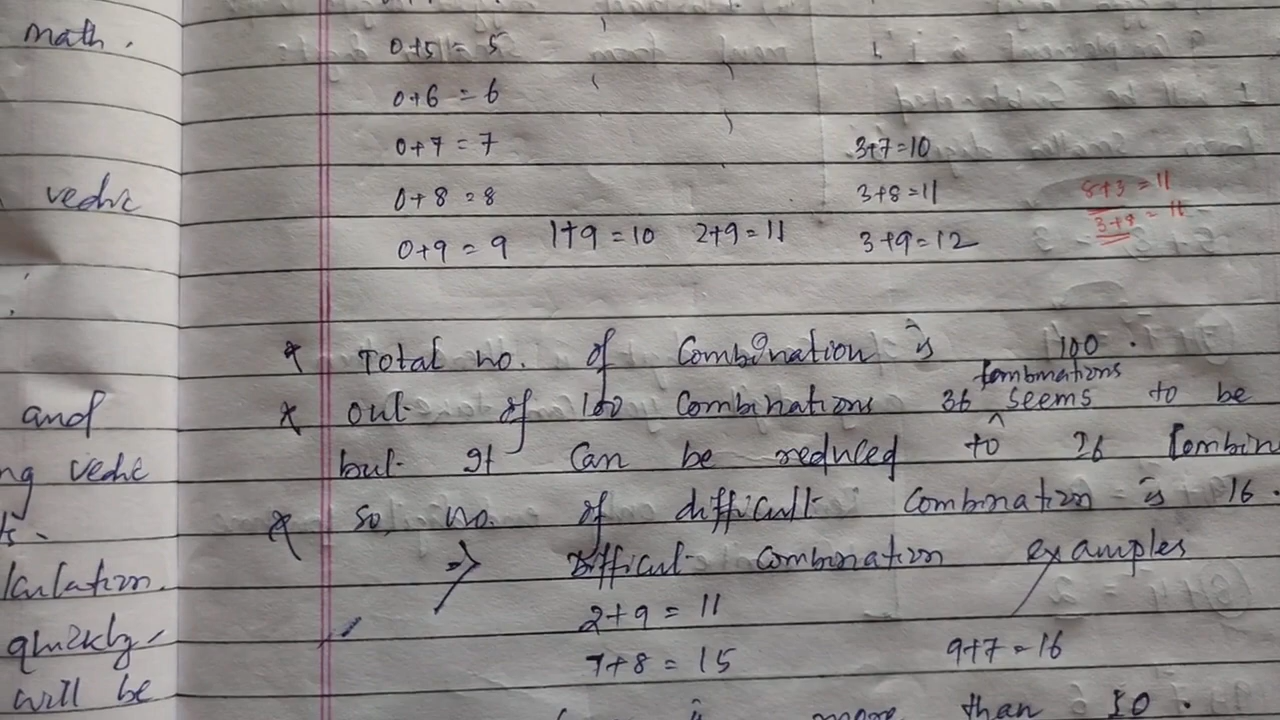 math.
0+5 = 5
0+6 = 6
0+7 = 7
3+7=10
vedic
0+8 = 8
3+8=11
8+3 = 11
3+8 = 11
0+9 = 9
1+9 = 10
2+9=11
3+9=12
* Total no. of Combination is 100.
combinations
and
* out of 100 Combinations 36 ^ seems to be
ng vedic
but it can be reduced to 26 Combin
* so, no. of difficult combination is 16.
lculation.
=> Difficult combination examples
quickly
2+9 = 11
will be
7+8 = 15
9+7=16
more than 50.